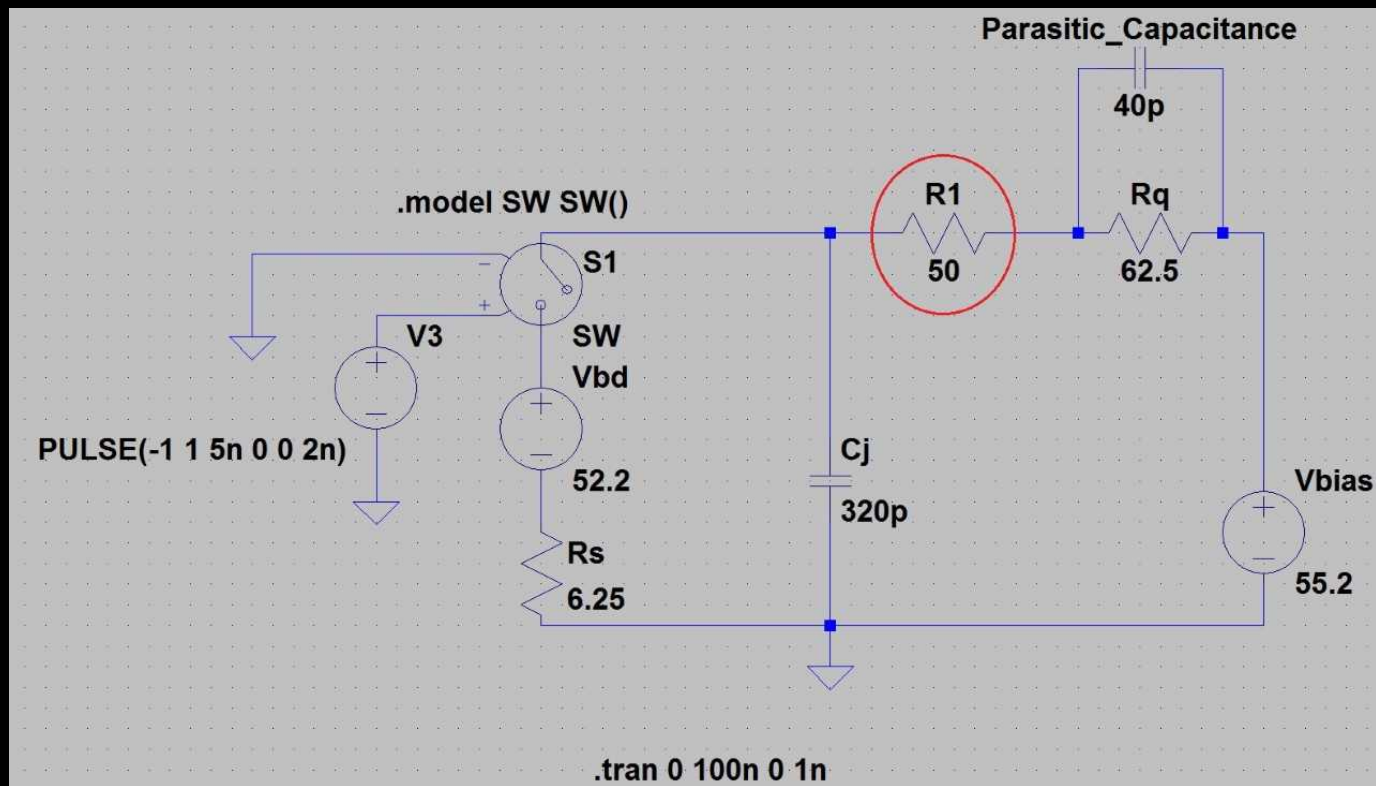 Parasitic_Capacitance
40p
R1
Rq
50
62.5
.model SW SW()
S1
SW
V3
Vbd
PULSE(-1 1 5n 0 0 2n)
52.2
Cj
320p
Vbias
55.2
Rs
6.25
.tran 0 100n 0 1n